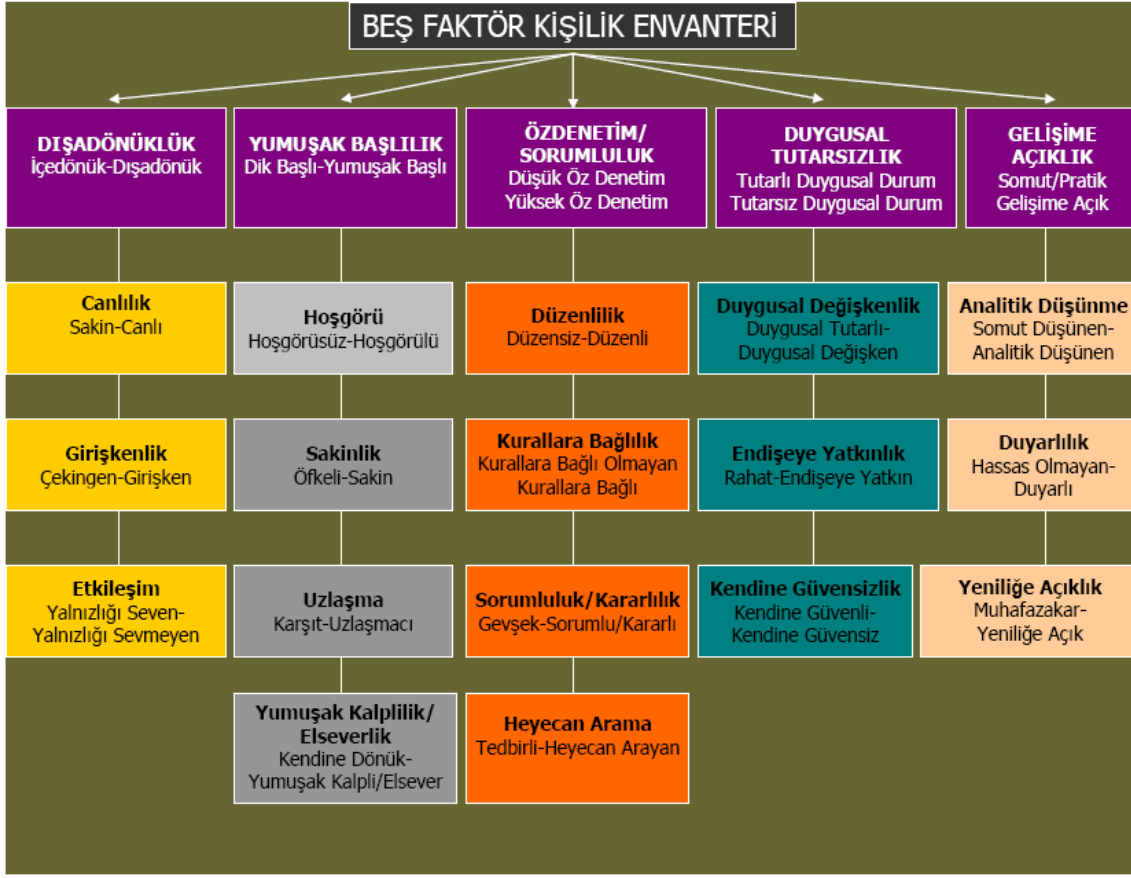 BEŞ FAKTÖR KİŞİLİK ENVANTERİ
DIŞADÖNÜKLÜK
İçedönük-Dışadönük
YUMUŞAK BAŞLILIK
Dik Başlı-Yumuşak Başlı
ÖZDENETİM/
SORUMLULUK
Düşük Öz Denetim
Yüksek Öz Denetim
DUYGUSAL
TUTARSIZLIK
Tutarlı Duygusal Durum
Tutarsız Duygusal Durum
GELİŞİME
AÇIKLIK
Somut/Pratik
Gelişime Açık
Canlılık
Sakin-Canlı
Hoşgörü
Hoşgörüsüz-Hoşgörülü
Düzenlilik
Düzensiz-Düzenli
Duygusal Değişkenlik
Duygusal Tutarlı-
Duygusal Değişken
Analitik Düşünme
Somut Düşünen-
Analitik Düşünen
Girişkenlik
Çekingen-Girişken
Sakinlik
Öfkeli-Sakin
Kurallara Bağlılık
Kurallara Bağlı Olmayan
Kurallara Bağlı
Endişeye Yatkınlık
Rahat-Endişeye Yatkın
Duyarlılık
Hassas Olmayan-
Duyarlı
Etkileşim
Yalnızlığı Seven-
Yalnızlığı Sevmeyen
Uzlaşma
Karşıt-Uzlaşmacı
Sorumluluk/Kararlılık
Gevşek-Sorumlu/Kararlı
Kendine Güvensizlik
Kendine Güvenli-
Kendine Güvensiz
Yeniliğe Açıklık
Muhafazakar-
Yeniliğe Açık
Yumuşak Kalplilik/
Elseverlik
Kendine Dönük-
Yumuşak Kalpli/Elsever
Heyecan Arama
Tedbirli-Heyecan Arayan